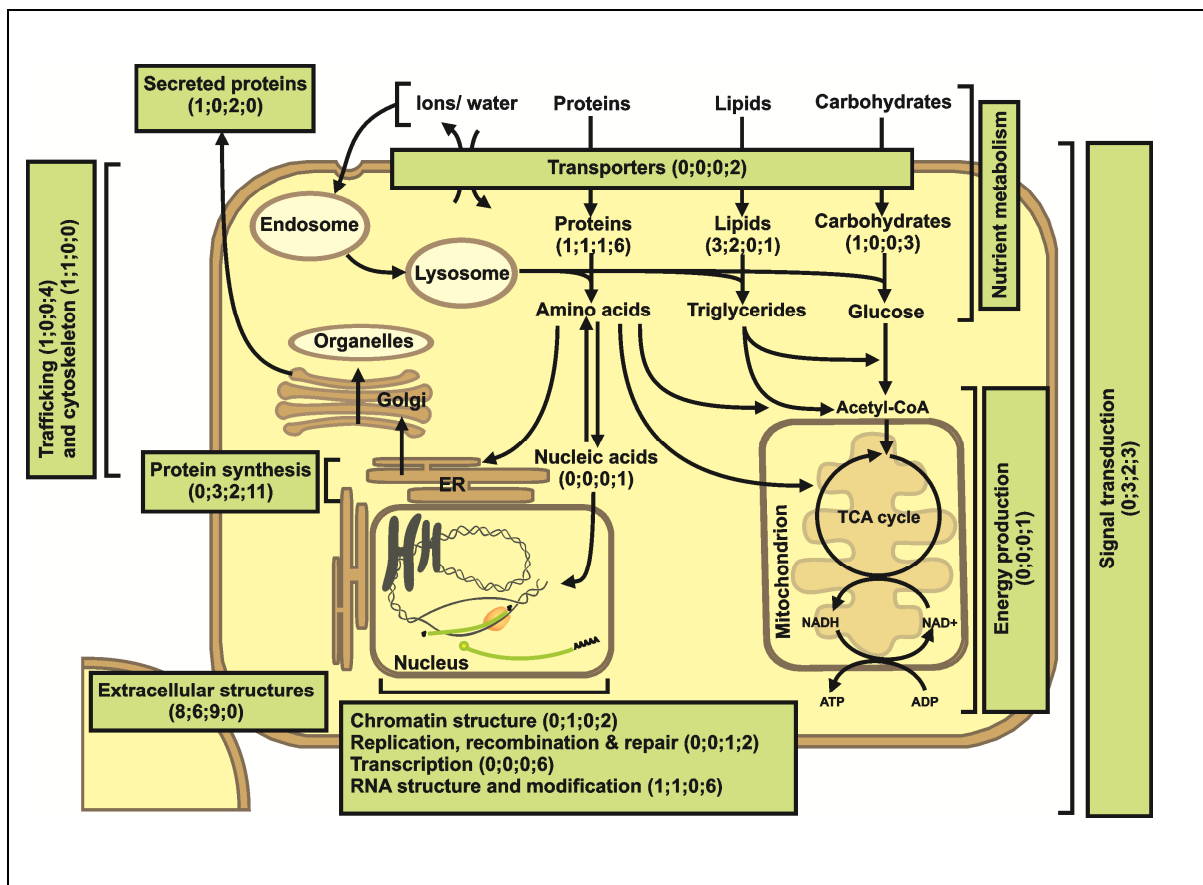 Secreted proteins
(1;0;2;0)
Ions/ water
Proteins
Lipids
Carbohydrates
Nutrient metabolism
Transporters (0;0;0;2)
Trafficking (1;0;0;4)
and cytoskeleton (1;1;0;0)
Endosome
Lysosome
Proteins
(1;1;1;6)
Lipids
(3;2;0;1)
Carbohydrates
(1;0;0;3)
Amino acids
Triglycerides
Glucose
Organelles
Golgi
Acetyl-CoA
Protein synthesis
(0;3;2;11)
ER
Nucleic acids
(0;0;0;1)
Mitochondrion
TCA cycle
NADH
NAD+
ATP
ADP
Energy production
(0;0;0;1)
Signal transduction
(0;3;2;3)
AAAAA
Nucleus
Extracellular structures
(8;6;9;0)
Chromatin structure (0;1;0;2)
Replication, recombination & repair (0;0;1;2)
Transcription (0;0;0;6)
RNA structure and modification (1;1;0;6)